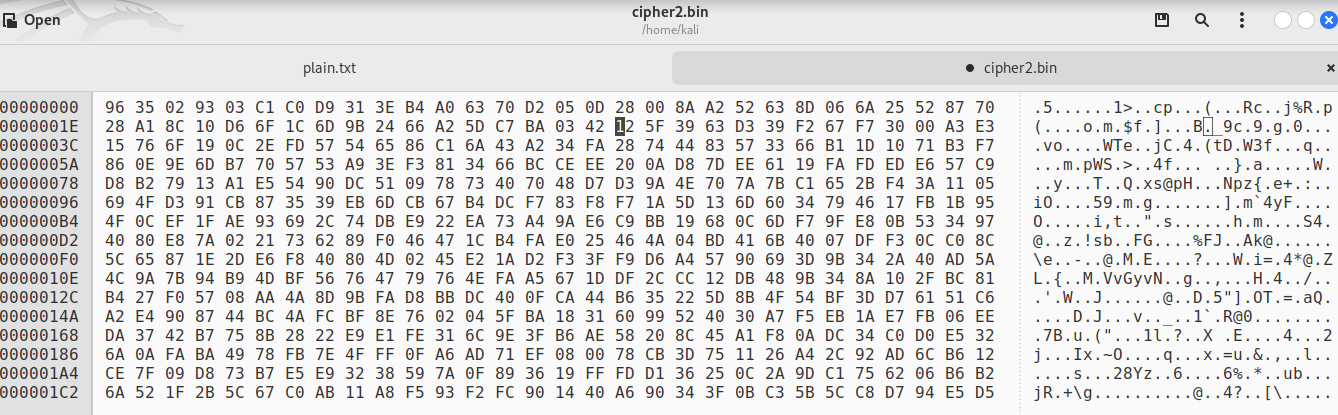 Open
cipher2.bin
/home/kali
plain.txt
cipher2.bin
00000000 96 35 02 93 03 C1 C0 D9 31 3E B4 A0 63 70 D2 05 0D 28 00 8A A2 52 63 8D 06 6A 25 52 87 70 .5......1>..cp...(...Rc..j%R.p
0000001E 28 A1 8C 10 D6 6F 1C 6D 9B 24 66 A2 5D C7 BA 03 42 12 5F 39 63 D3 39 F2 67 F7 30 00 A3 E3 (....o.m.$f.]...B._9c.9.g.0...
0000003C 15 76 6F 19 0C 2E FD 57 54 65 86 C1 6A 43 A2 34 FA 28 74 44 83 57 33 66 B1 1D 10 71 B3 F7 .vo....WTe..jC.4.(tD.W3f...q..
0000005A 86 0E 9E 6D B7 70 57 53 A9 3E F3 81 34 66 BC CE EE 20 0A D8 7D EE 61 19 FA FD ED E6 57 C9 ...m.pWS.>..4f... ..}.a.....W.
00000078 D8 B2 79 13 A1 E5 54 90 DC 51 09 78 73 40 70 48 D7 D3 9A 4E 70 7A 7B C1 65 2B F4 3A 11 05 ..y...T..Q.xs@pH...Npz{.e+.:..
00000096 69 4F D3 91 CB 87 35 39 EB 6D CB 67 B4 DC F7 83 F8 F7 1A 5D 13 6D 60 34 79 46 17 FB 1B 95 iO....59.m.g.......].m`4yF....
000000B4 4F 0C EF 1F AE 93 69 2C 74 DB E9 22 EA 73 A4 9A E6 C9 BB 19 68 0C 6D F7 9F E8 0B 53 34 97 O.....i,t..".s......h.m....S4.
000000D2 40 80 E8 7A 02 21 73 62 89 F0 46 47 1C B4 FA E0 25 46 4A 04 BD 41 6B 40 07 DF F3 0C C0 8C @..z.!sb..FG....%FJ..Ak@......
000000F0 5C 65 87 1E 2D E6 F8 40 80 4D 02 45 E2 1A D2 F3 3F F9 D6 A4 57 90 69 3D 9B 34 2A 40 AD 5A \e..-..@.M.E....?...W.i=.4*@.Z
0000010E 4C 9A 7B 94 B9 4D BF 56 76 47 79 76 4E FA A5 67 1D DF 2C CC 12 DB 48 9B 34 8A 10 2F BC 81 L.{..M.VvGyvN..g..,...H.4../..
0000012C B4 27 F0 57 08 AA 4A 8D 9B FA D8 BB DC 40 0F CA 44 B6 35 22 5D 8B 4F 54 BF 3D D7 61 51 C6 .'.W..J......@..D.5"].OT.=.aQ.
0000014A A2 E4 90 87 44 BC 4A FC BF 8E 76 02 04 5F BA 18 31 60 99 52 40 30 A7 F5 EB 1A E7 FB 06 EE ....D.J...v.._..1`.R@0........
00000168 DA 37 42 B7 75 8B 28 22 E9 E1 FE 31 6C 9E 3F B6 AE 58 20 8C 45 A1 F8 0A DC 34 C0 D0 E5 32 .7B.u.("...1l.?..X .E....4...2
00000186 6A 0A FA BA 49 78 FB 7E 4F FF 0F A6 AD 71 EF 08 00 78 CB 3D 75 11 26 A4 2C 92 AD 6C B6 12 j...Ix.~O....q...x.=u.&.,..l..
000001A4 CE 7F 09 D8 73 B7 E5 E9 32 38 59 7A 0F 89 36 19 FF FD D1 36 25 0C 2A 9D C1 75 62 06 B6 B2 ....s...28Yz..6....6%.*..ub...
000001C2 6A 52 1F 2B 5C 67 C0 AB 11 A8 F5 93 F2 FC 90 14 40 A6 90 34 3F 0B C3 5B 5C C8 D7 94 E5 D5 jR.+\g..........@..4?..[\.....